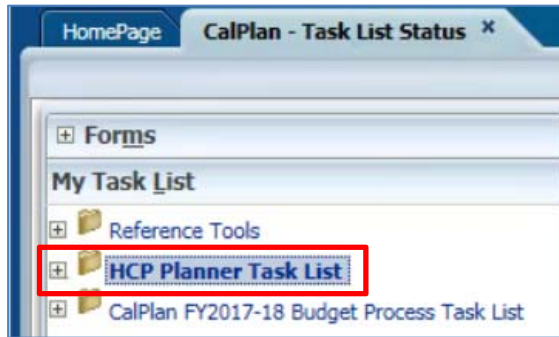 HomePage CalPlan - Task List Status ×
Forms
My Task List
Reference Tools
HCP Planner Task List
CalPlan FY2017-18 Budget Process Task List